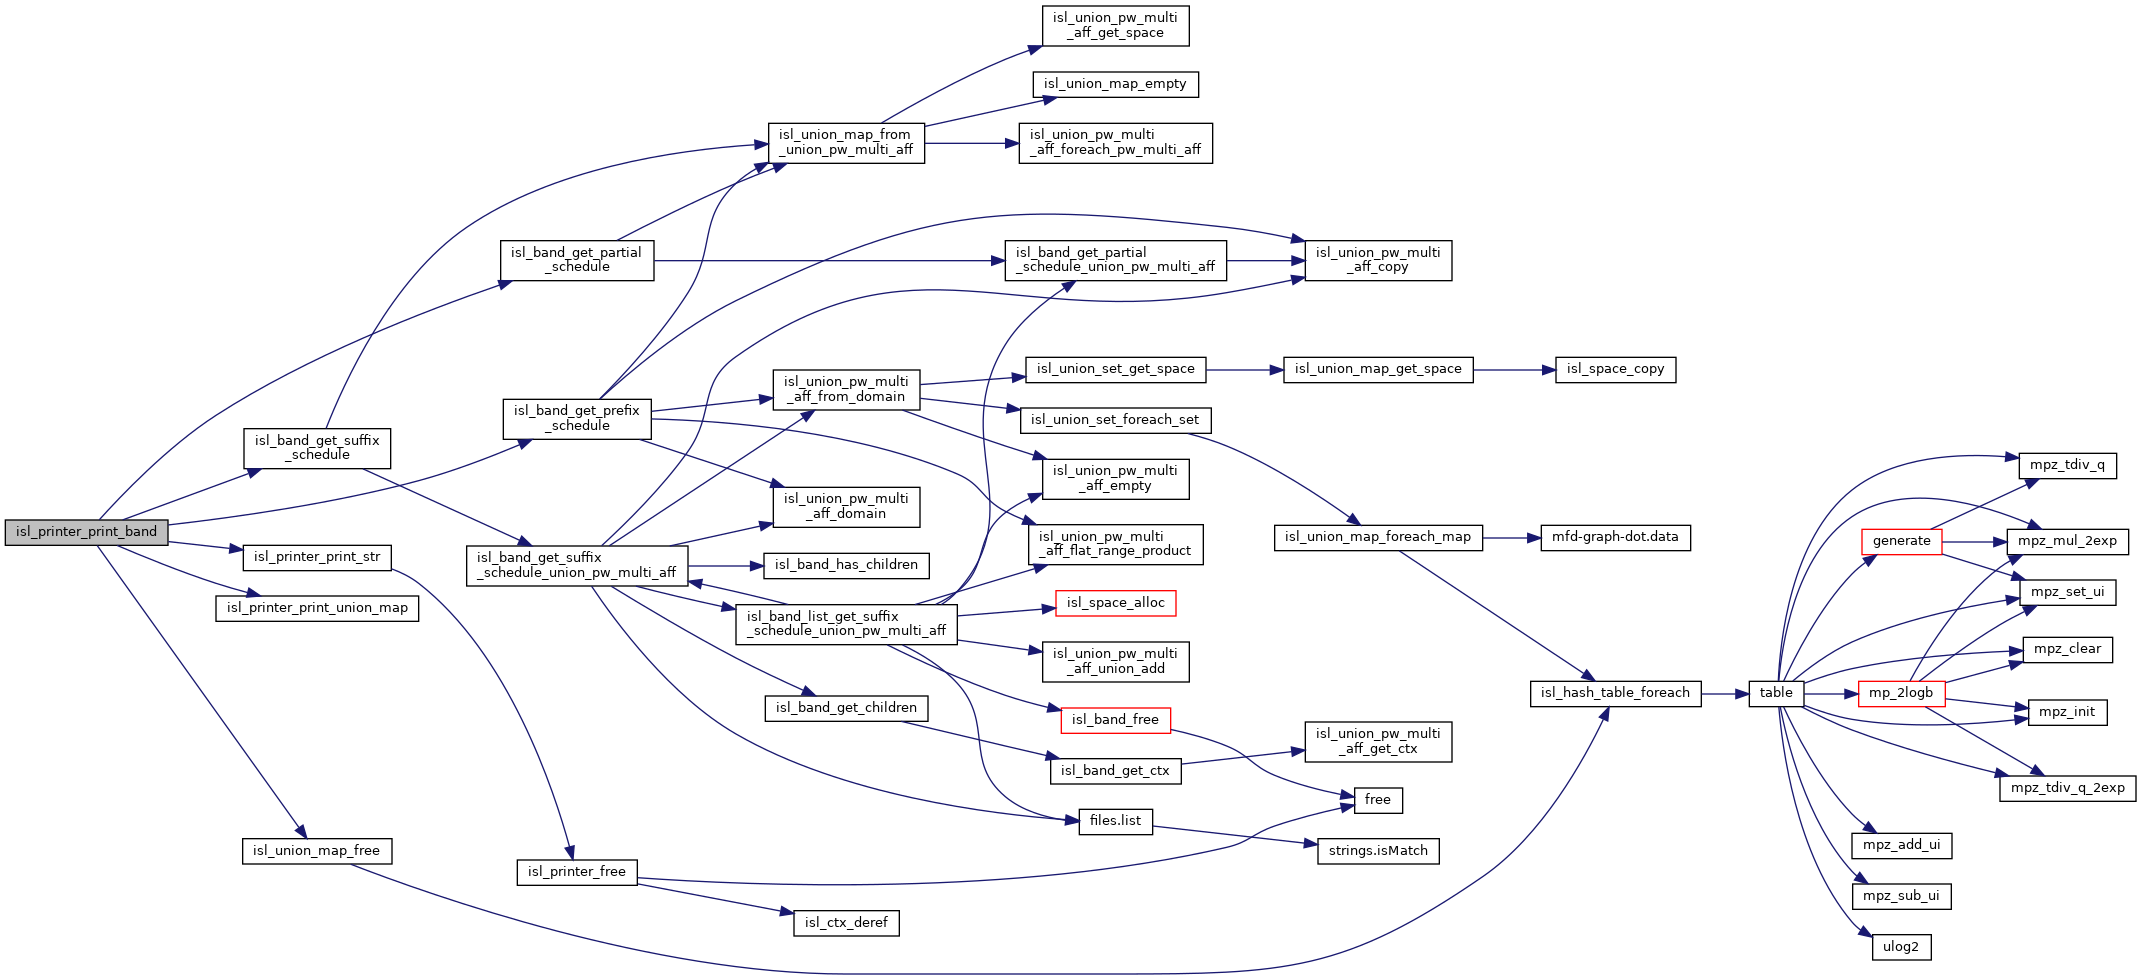 isl_union_pw_multi
_aff_get_space
isl_union_map_empty
isl_union_map_from
_union_pw_multi_aff
isl_union_pw_multi
_aff_foreach_pw_multi_aff
isl_band_get_partial
_schedule
isl_band_get_partial
_schedule_union_pw_multi_aff
isl_union_pw_multi
_aff_copy
isl_union_pw_multi
_aff_from_domain
isl_union_set_get_space
isl_union_map_get_space
isl_space_copy
isl_band_get_prefix
_schedule
isl_union_set_foreach_set
isl_band_get_suffix
_schedule
isl_union_pw_multi
_aff_empty
mpz_tdiv_q
isl_union_pw_multi
_aff_domain
isl_printer_print_band
isl_union_pw_multi
_aff_flat_range_product
isl_union_map_foreach_map
mfd-graph-dot.data
generate
mpz_mul_2exp
isl_printer_print_str
isl_band_get_suffix
_schedule_union_pw_multi_aff
isl_band_has_children
mpz_set_ui
isl_printer_print_union_map
isl_space_alloc
isl_band_list_get_suffix
_schedule_union_pw_multi_aff
mpz_clear
isl_union_pw_multi
_aff_union_add
isl_hash_table_foreach
table
mp_2logb
isl_band_get_children
isl_band_free
mpz_init
isl_union_pw_multi
_aff_get_ctx
isl_band_get_ctx
mpz_tdiv_q_2exp
free
files.list
isl_union_map_free
strings.isMatch
mpz_add_ui
isl_printer_free
mpz_sub_ui
isl_ctx_deref
ulog2